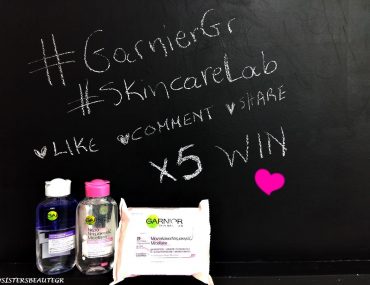 #GarnierGr
#SkincareLab
LIKE COMMENT SHARE
x5 WIN
GARNIER
SISTERSBEAUTEGR